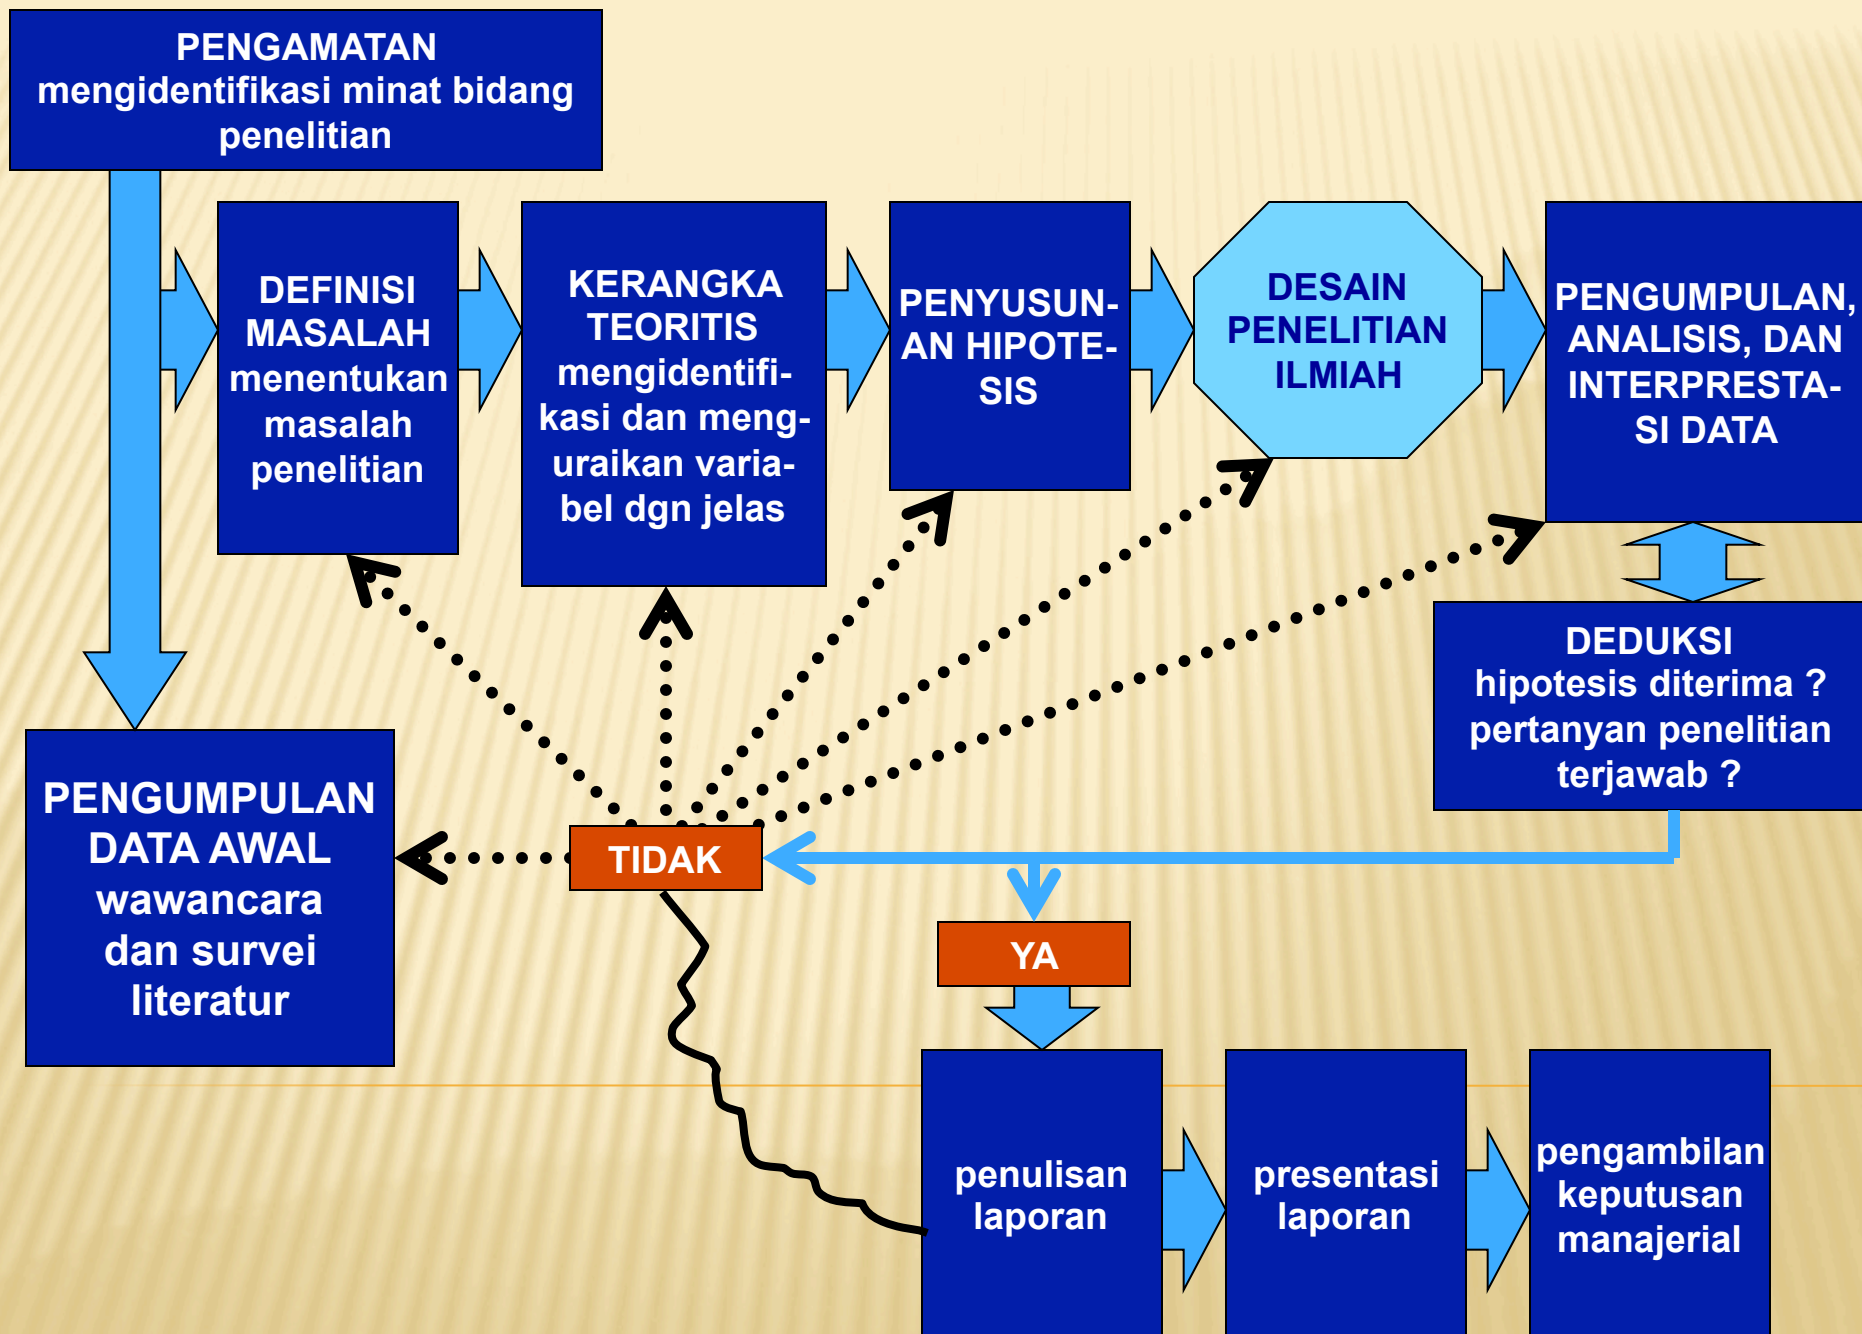 PENGAMATAN
mengidentifikasi minat bidang
penelitian
DEFINISI
MASALAH
menentukan
masalah
penelitian
KERANGKA
TEORITIS
mengidentifi-
kasi dan meng-
uraikan varia-
bel dgn jelas
PENYUSUN-
AN HIPOTE-
SIS
DESAIN
PENELITIAN
ILMIAH
PENGUMPULAN,
ANALISIS, DAN
INTERPRESTA-
SI DATA
DEDUKSI
hipotesis diterima ?
pertanyan penelitian
terjawab ?
PENGUMPULAN
DATA AWAL
wawancara
dan survei
literatur
TIDAK
YA
penulisan
laporan
presentasi
laporan
pengambilan
keputusan
manajerial